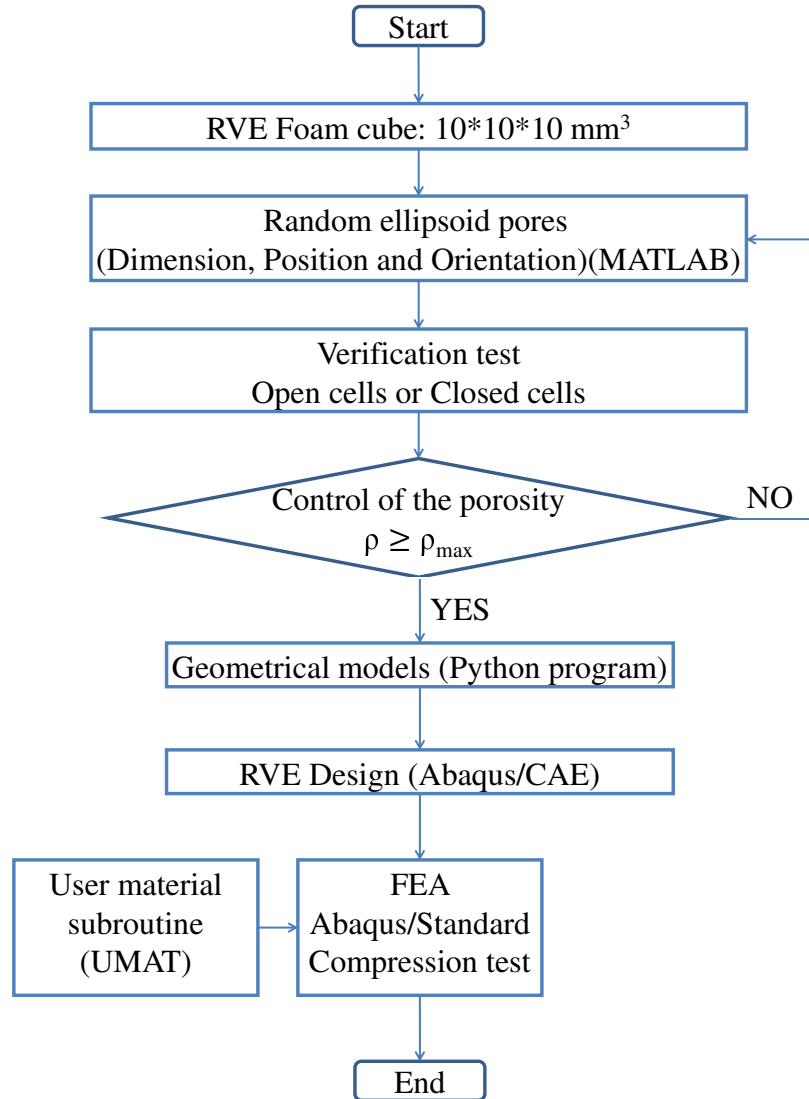 Start
RVE Foam cube: 10*10*10 mm³
Random ellipsoid pores
(Dimension, Position and Orientation)(MATLAB)
Verification test
Open cells or Closed cells
Control of the porosity
ρ ≥ ρmax
NO
YES
Geometrical models (Python program)
RVE Design (Abaqus/CAE)
User material
subroutine
(UMAT)
FEA
Abaqus/Standard
Compression test
End